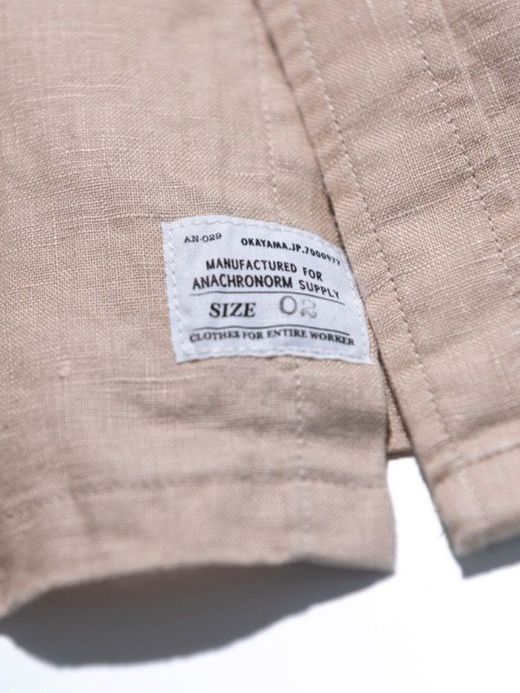 AN-029 OKAYAMA.JP.7000977
MANUFACTURED FOR
ANACHRONORM SUPPLY
SIZE 02
CLOTHES FOR ENTIRE WORKER